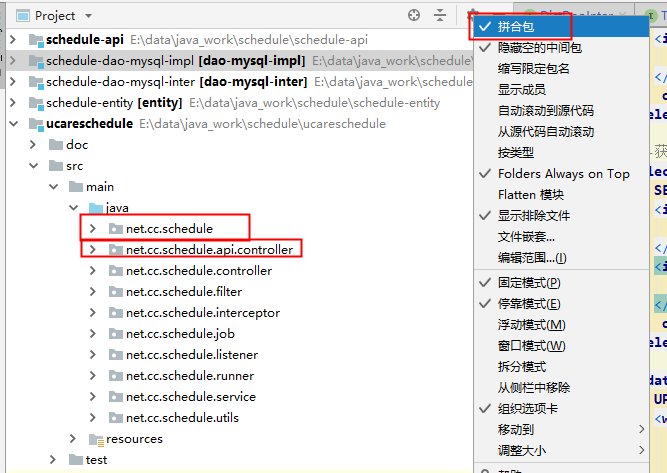 Project
schedule-api E:\data\java_work\schedule\schedule-api
schedule-dao-mysql-impl [dao-mysql-impl] E:\data\java_work
schedule-dao-mysql-inter [dao-mysql-inter] E:\data\java_wor
schedule-entity [entity] E:\data\java_work\schedule\schedule-entity
ucareschedule E:\data\java_work\schedule\ucareschedule
doc
src
main
java
net.cc.schedule
net.cc.schedule.api.controller
net.cc.schedule.controller
net.cc.schedule.filter
net.cc.schedule.interceptor
net.cc.schedule.job
net.cc.schedule.listener
net.cc.schedule.runner
net.cc.schedule.service
net.cc.schedule.utils
resources
test
拼合包
隐藏空的中间包
缩写限定包名
显示成员
自动滚动到源代码
从源代码自动滚动
按类型
Folders Always on Top
Flatten 模块
显示排除文件
文件嵌套...
编辑范围...(I)
固定模式(P)
停靠模式(E)
浮动模式(M)
窗口模式(W)
拆分模式
从侧栏中移除
组织选项卡
移动到
调整大小
<i
</
ele
-获
lec
SE
<i
</
<i
</
ele
dat
UP
<w